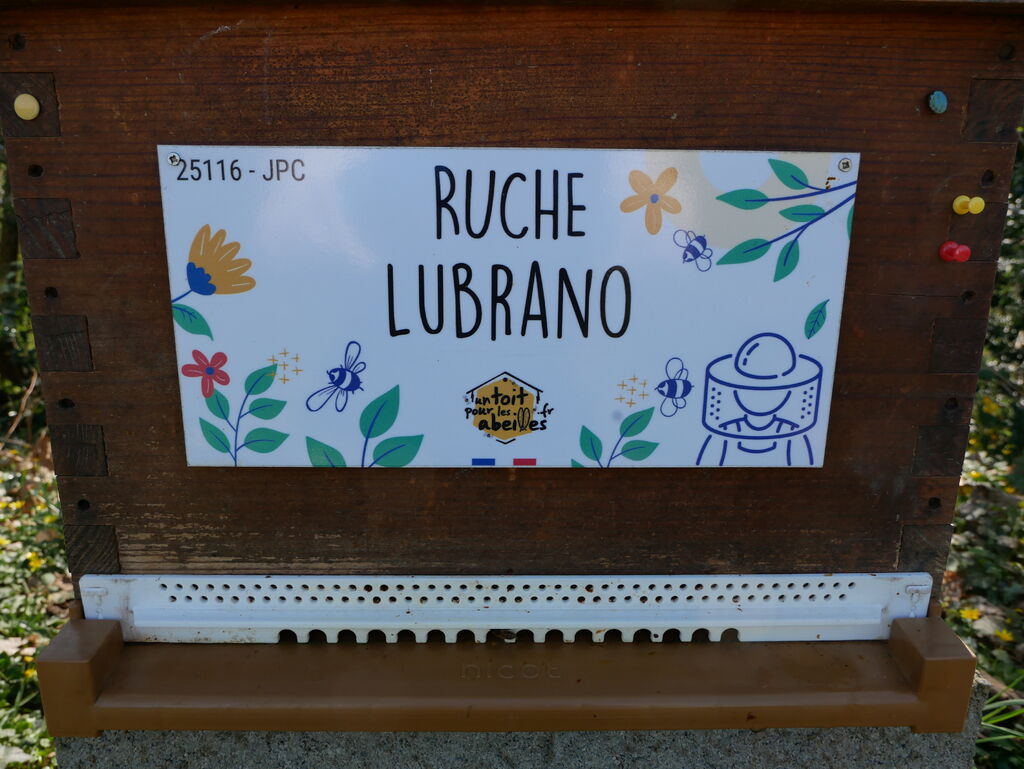 25116 - JPC
RUCHE
LUBRANO
un toit
pour les .fr
abeilles
nicot